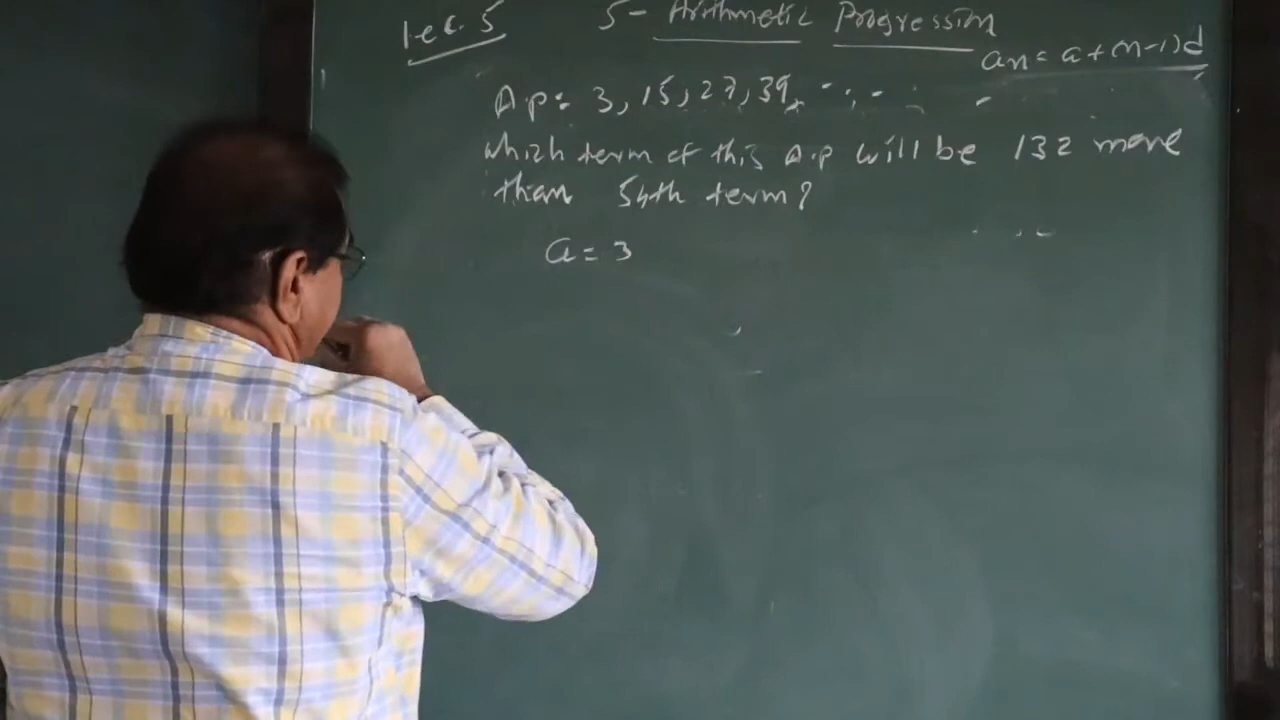 Lec. 5 5- Arithmetic Progression
an = a + (n-1)d
A.p: 3, 15, 27, 39, ....
which term of this A.p will be 132 more
than 54th term?
a = 3